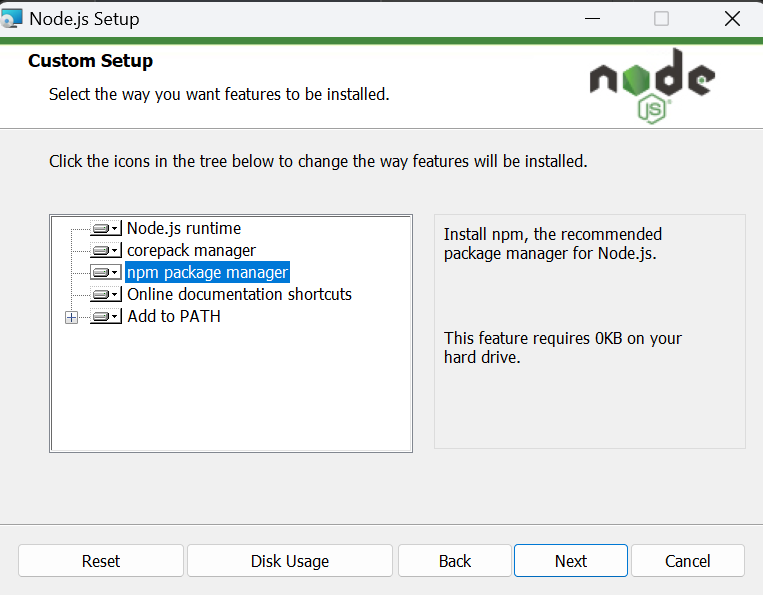 Node.js Setup
Custom Setup
Select the way you want features to be installed.
node
JS
Click the icons in the tree below to change the way features will be installed.
Node.js runtime
corepack manager
npm package manager
Online documentation shortcuts
Add to PATH
Install npm, the recommended
package manager for Node.js.
This feature requires 0KB on your
hard drive.
Reset
Disk Usage
Back
Next
Cancel